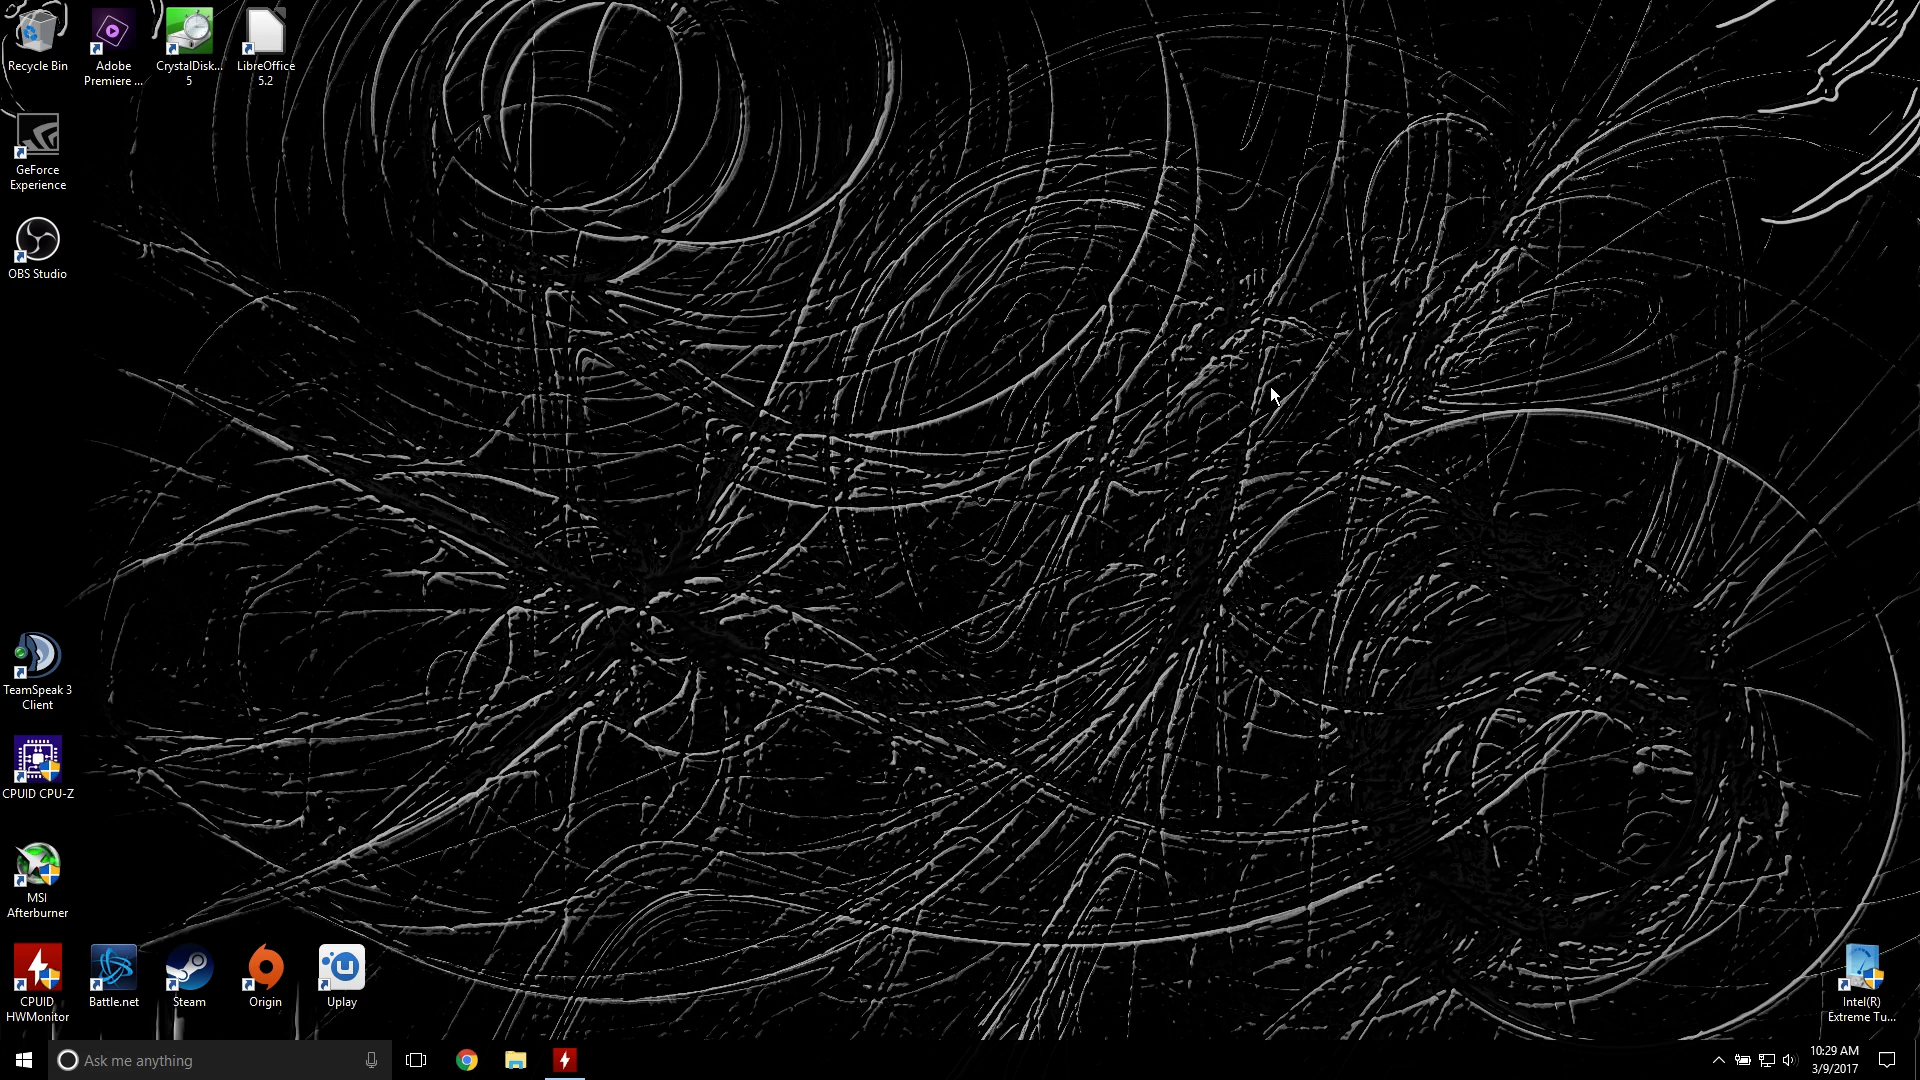 Recycle Bin
Adobe
Premiere ...
CrystalDisk...
5
LibreOffice
5.2
GeForce
Experience
OBS Studio
TeamSpeak 3
Client
CPUID CPU-Z
MSI
Afterburner
CPUID
HWMonitor
Battle.net
Steam
Origin
Uplay
Intel(R)
Extreme Tu...
Ask me anything
10:29 AM
3/9/2017